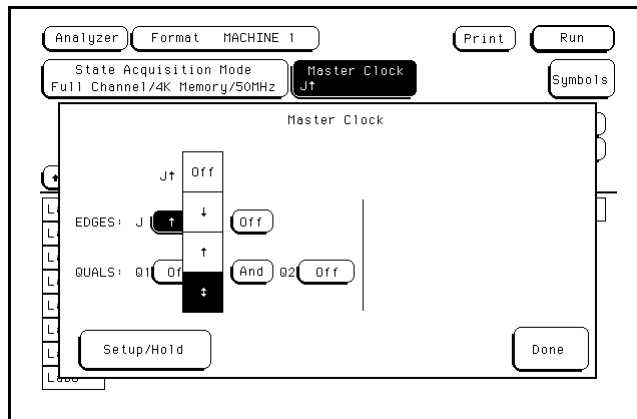 Analyzer Format MACHINE 1 Print Run
State Acquisition Mode
Full Channel/4K Memory/50MHz
Master Clock
J↑
Symbols
Master Clock
J↑ Off
↓
EDGES: J ↑ Off
↑
QUALS: Q1 Of And Q2 Off
↕
Setup/Hold Done